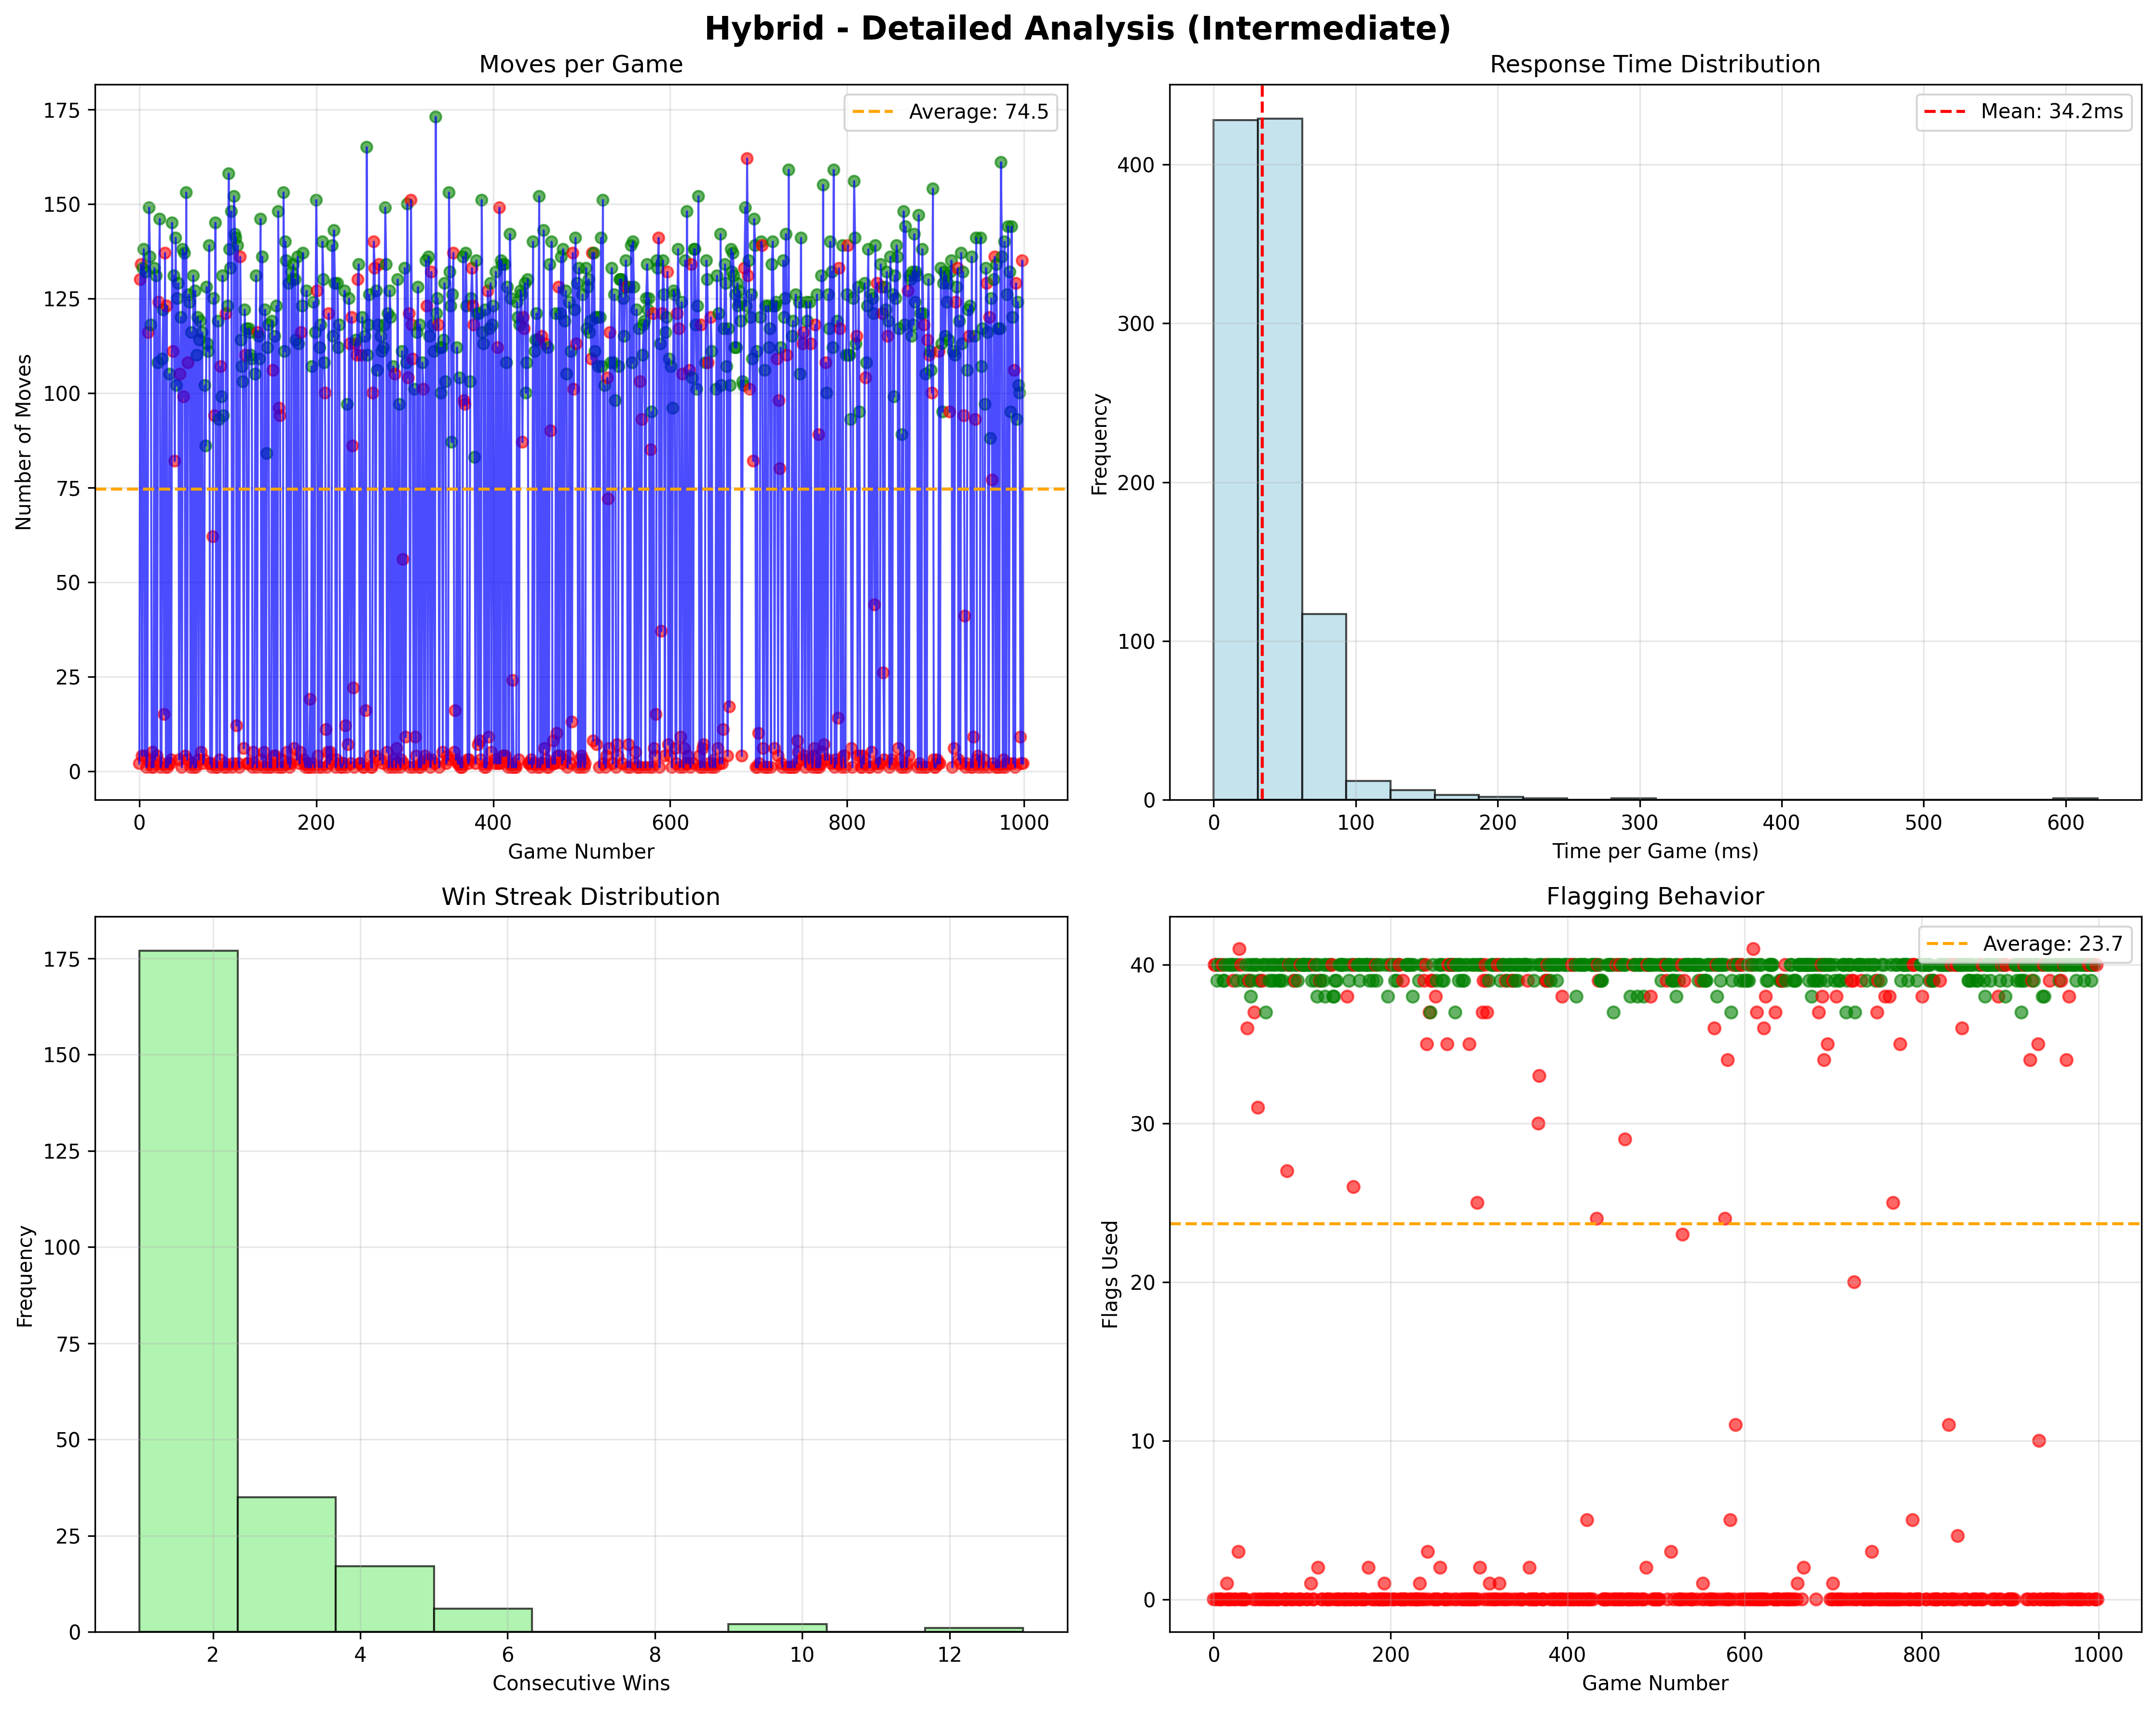 Hybrid - Detailed Analysis (Intermediate)
Moves per Game
Average: 74.5
175
150
125
100
75
50
25
0
Number of Moves
0 200 400 600 800 1000
Game Number
Response Time Distribution
Mean: 34.2ms
400
300
200
100
0
Frequency
0 100 200 300 400 500 600
Time per Game (ms)
Win Streak Distribution
175
150
125
100
75
50
25
0
Frequency
2 4 6 8 10 12
Consecutive Wins
Flagging Behavior
Average: 23.7
40
30
20
10
0
Flags Used
0 200 400 600 800 1000
Game Number